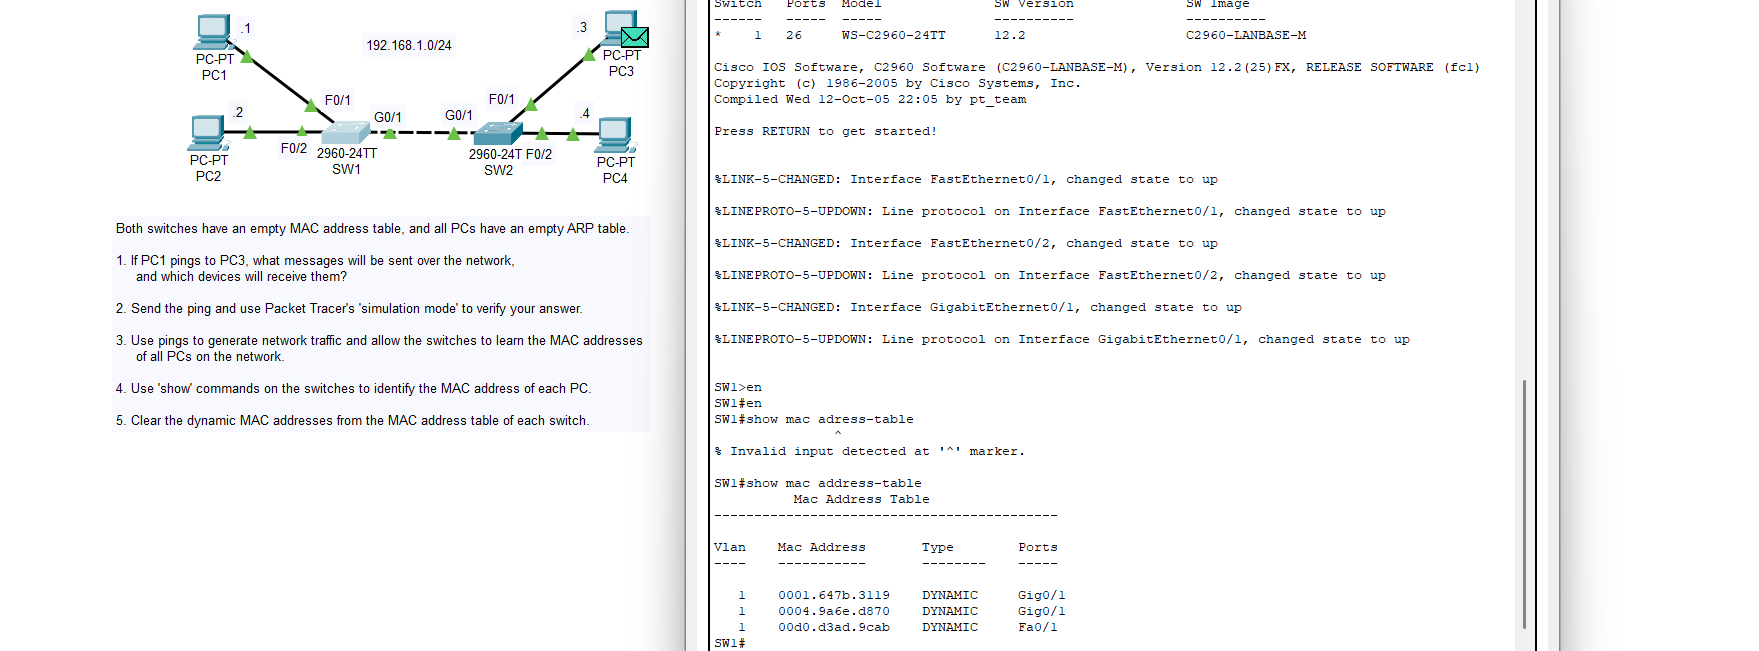 .1
192.168.1.0/24
.3
PC-PT
PC1
PC-PT
PC3
F0/1
F0/1
.2
G0/1
G0/1
.4
F0/2
2960-24TT
SW1
2960-24T F0/2
SW2
PC-PT
PC2
PC-PT
PC4
Both switches have an empty MAC address table, and all PCs have an empty ARP table.
1. If PC1 pings to PC3, what messages will be sent over the network,
and which devices will receive them?
2. Send the ping and use Packet Tracer's 'simulation mode' to verify your answer.
3. Use pings to generate network traffic and allow the switches to learn the MAC addresses
of all PCs on the network.
4. Use 'show' commands on the switches to identify the MAC address of each PC.
5. Clear the dynamic MAC addresses from the MAC address table of each switch.
Switch Ports Model SW Version SW Image
------ ----- ----- ---------- ----------
* 1 26 WS-C2960-24TT 12.2 C2960-LANBASE-M
Cisco IOS Software, C2960 Software (C2960-LANBASE-M), Version 12.2(25)FX, RELEASE SOFTWARE (fc1)
Copyright (c) 1986-2005 by Cisco Systems, Inc.
Compiled Wed 12-Oct-05 22:05 by pt_team
Press RETURN to get started!
%LINK-5-CHANGED: Interface FastEthernet0/1, changed state to up
%LINEPROTO-5-UPDOWN: Line protocol on Interface FastEthernet0/1, changed state to up
%LINK-5-CHANGED: Interface FastEthernet0/2, changed state to up
%LINEPROTO-5-UPDOWN: Line protocol on Interface FastEthernet0/2, changed state to up
%LINK-5-CHANGED: Interface GigabitEthernet0/1, changed state to up
%LINEPROTO-5-UPDOWN: Line protocol on Interface GigabitEthernet0/1, changed state to up
SW1>en
SW1#en
SW1#show mac adress-table
^
% Invalid input detected at '^' marker.
SW1#show mac address-table
Mac Address Table
-------------------------------------------
Vlan Mac Address Type Ports
---- ----------- -------- -----
1 0001.647b.3119 DYNAMIC Gig0/1
1 0004.9a6e.d870 DYNAMIC Gig0/1
1 00d0.d3ad.9cab DYNAMIC Fa0/1
SW1#